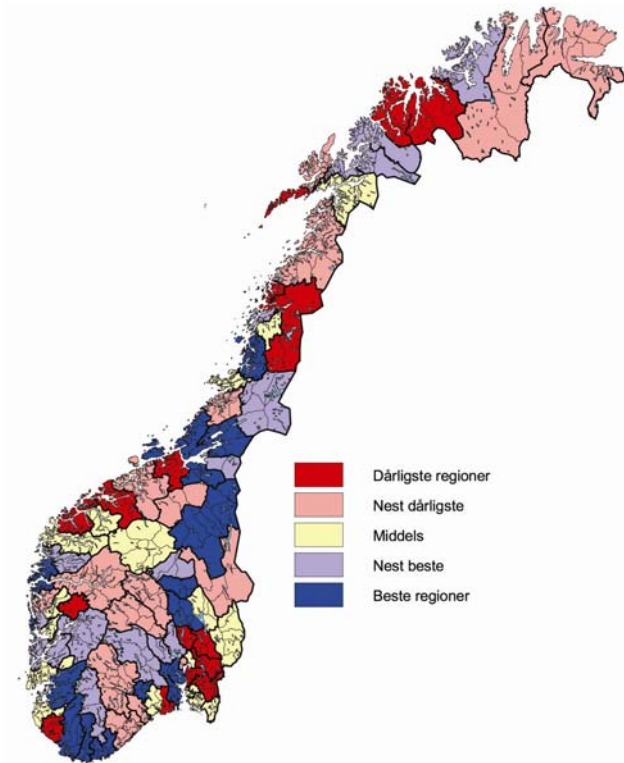 Dårligste regioner
Nest dårligste
Middels
Nest beste
Beste regioner